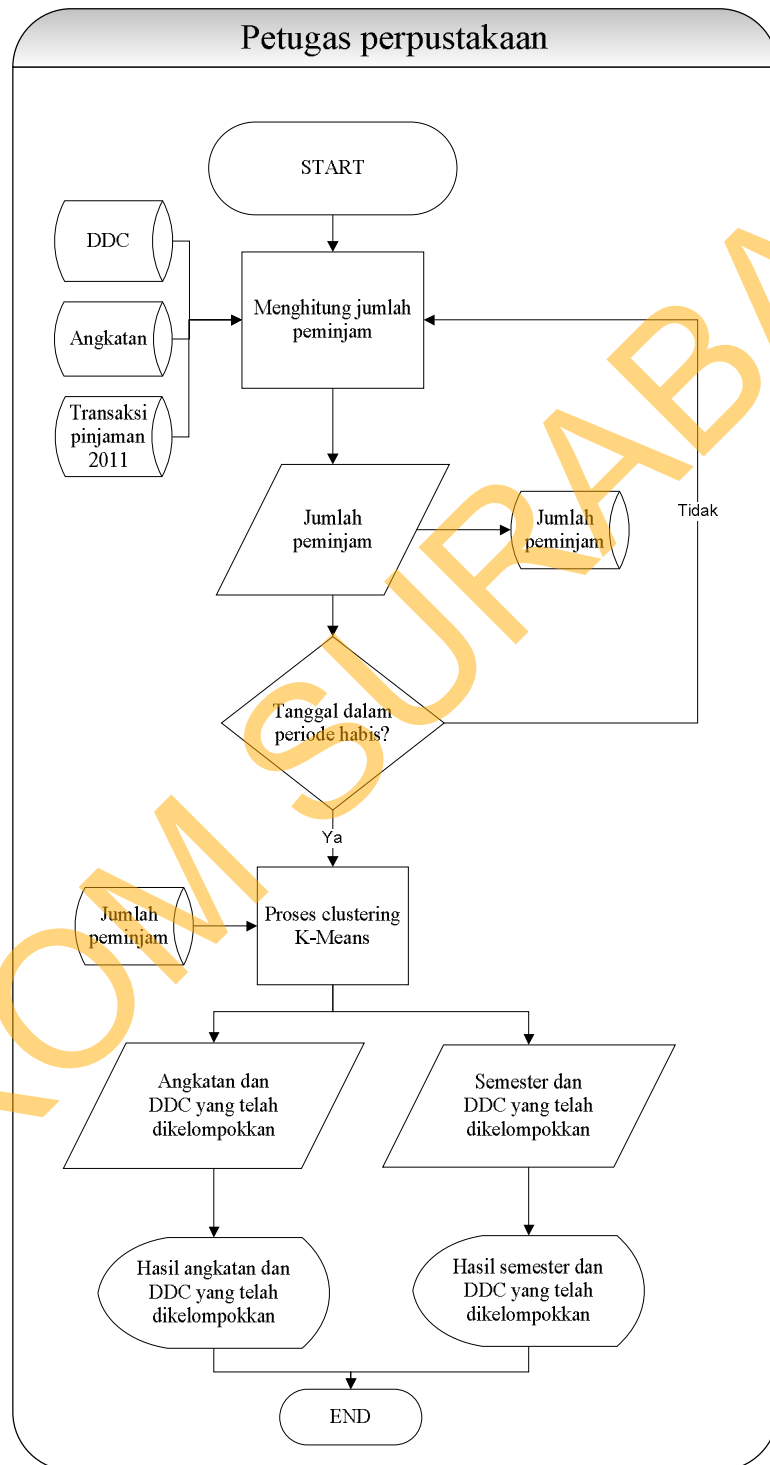 Petugas perpustakaan
START
DDC
Menghitung jumlah
peminjam
Angkatan
Transaksi
pinjaman
2011
Jumlah
peminjam
Jumlah
peminjam
Tidak
Tanggal dalam
periode habis?
Ya
Jumlah
peminjam
Proses clustering
K-Means
Angkatan dan
DDC yang telah
dikelompokkan
Semester dan
DDC yang telah
dikelompokkan
Hasil angkatan dan
DDC yang telah
dikelompokkan
Hasil semester dan
DDC yang telah
dikelompokkan
END
KOM SURABA